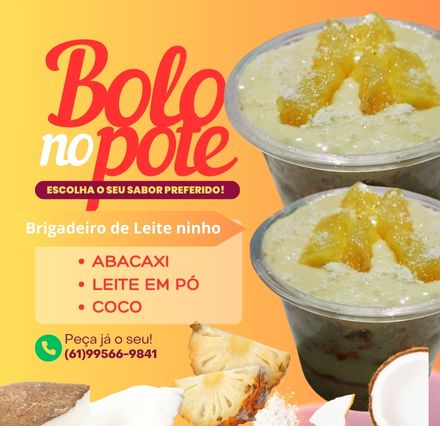 Bolo
no pote
ESCOLHA O SEU SABOR PREFERIDO!
Brigadeiro de Leite ninho
• ABACAXI
• LEITE EM PÓ
• COCO
Peça já o seu!
(61)99566-9841